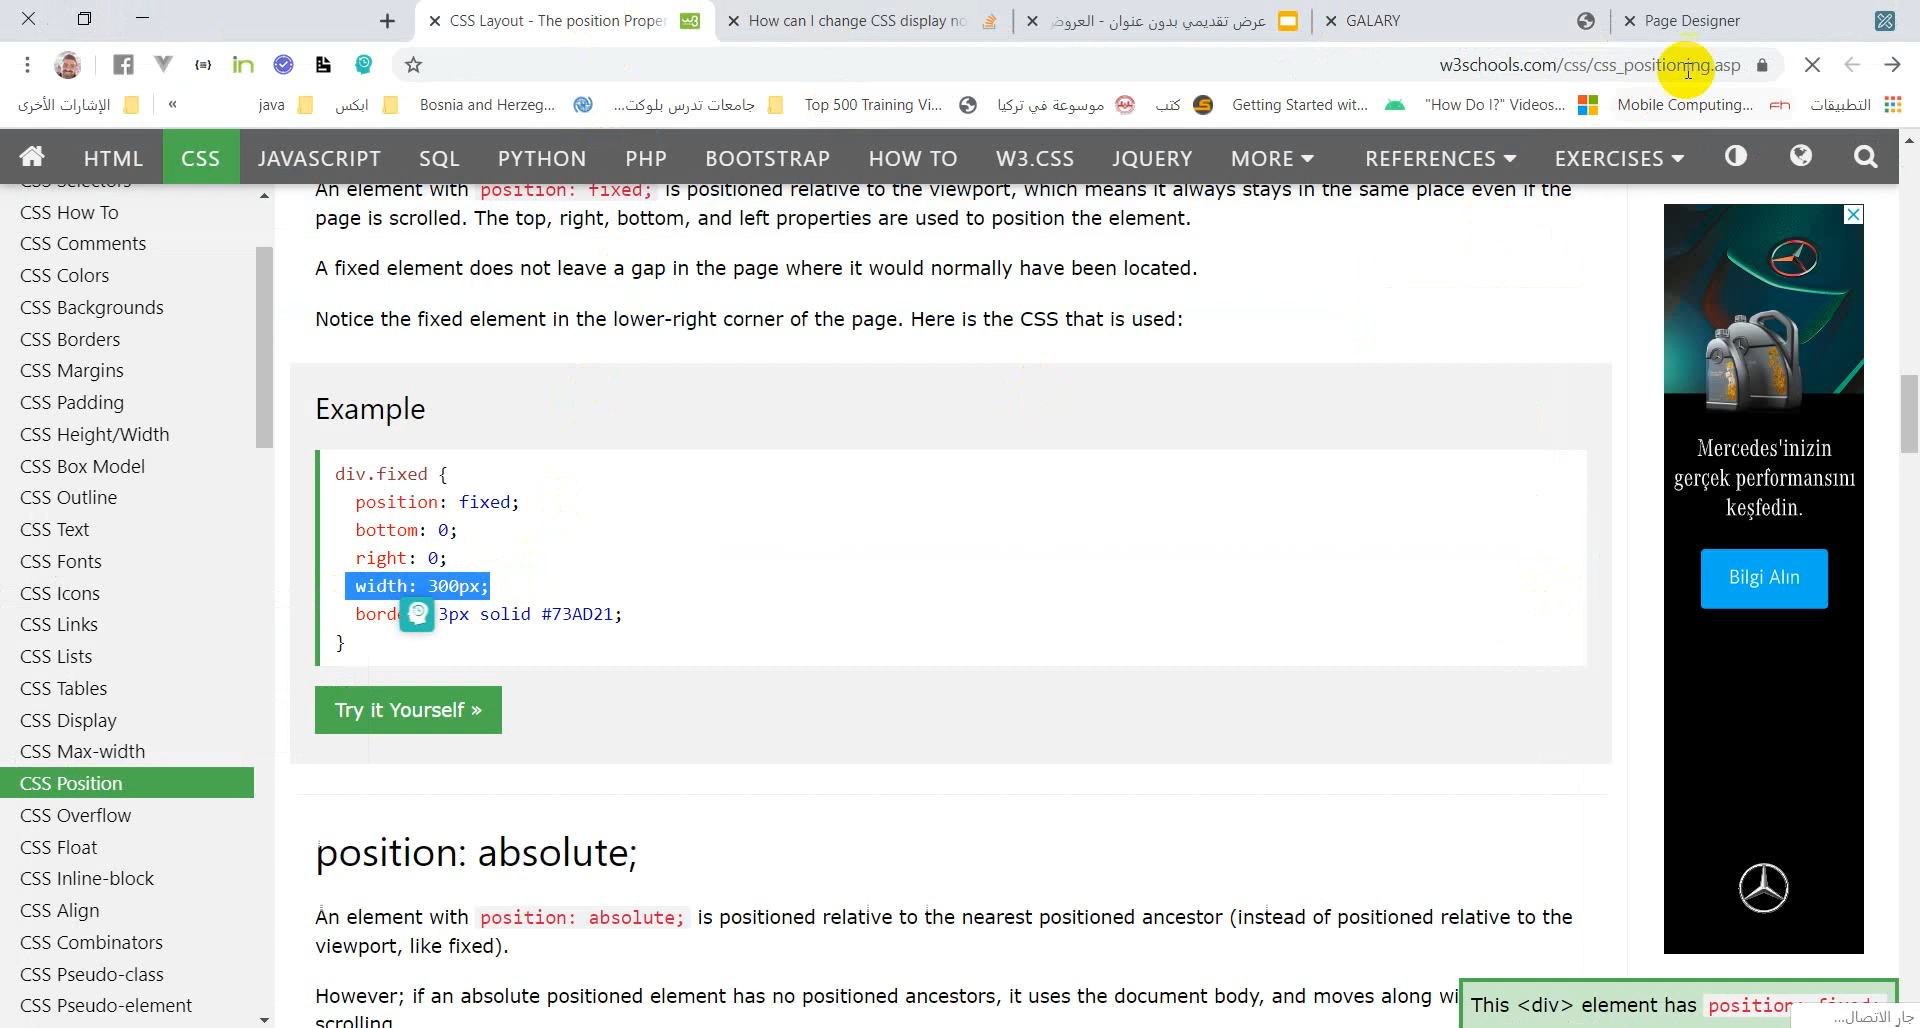 CSS Layout - The position Proper
How can I change CSS display no
عرض تقديمي بدون عنوان - العروض
GALARY
Page Designer
w3schools.com/css/css_positioning.asp
الإشارات الأخرى
java
ابكس
Bosnia and Herzeg...
جامعات تدرس بلوكت...
Top 500 Training Vi...
موسوعة في تركيا
كتب
Getting Started wit...
"How Do I?" Videos...
Mobile Computing...
التطبيقات
HTML
CSS
JAVASCRIPT
SQL
PYTHON
PHP
BOOTSTRAP
HOW TO
W3.CSS
JQUERY
MORE
REFERENCES
EXERCISES
CSS Selectors
CSS How To
CSS Comments
CSS Colors
CSS Backgrounds
CSS Borders
CSS Margins
CSS Padding
CSS Height/Width
CSS Box Model
CSS Outline
CSS Text
CSS Fonts
CSS Icons
CSS Links
CSS Lists
CSS Tables
CSS Display
CSS Max-width
CSS Position
CSS Overflow
CSS Float
CSS Inline-block
CSS Align
CSS Combinators
CSS Pseudo-class
CSS Pseudo-element
An element with position: fixed; is positioned relative to the viewport, which means it always stays in the same place even if the
page is scrolled. The top, right, bottom, and left properties are used to position the element.
A fixed element does not leave a gap in the page where it would normally have been located.
Notice the fixed element in the lower-right corner of the page. Here is the CSS that is used:
Example
div.fixed {
position: fixed;
bottom: 0;
right: 0;
width: 300px;
borde 3px solid #73AD21;
}
Try it Yourself »
position: absolute;
An element with position: absolute; is positioned relative to the nearest positioned ancestor (instead of positioned relative to the
viewport, like fixed).
However; if an absolute positioned element has no positioned ancestors, it uses the document body, and moves along wi
scrolling
Mercedes'inizin
gerçek performansını
keşfedin.
Bilgi Alın
This <div> element has position: fixed;
جار الاتصال...